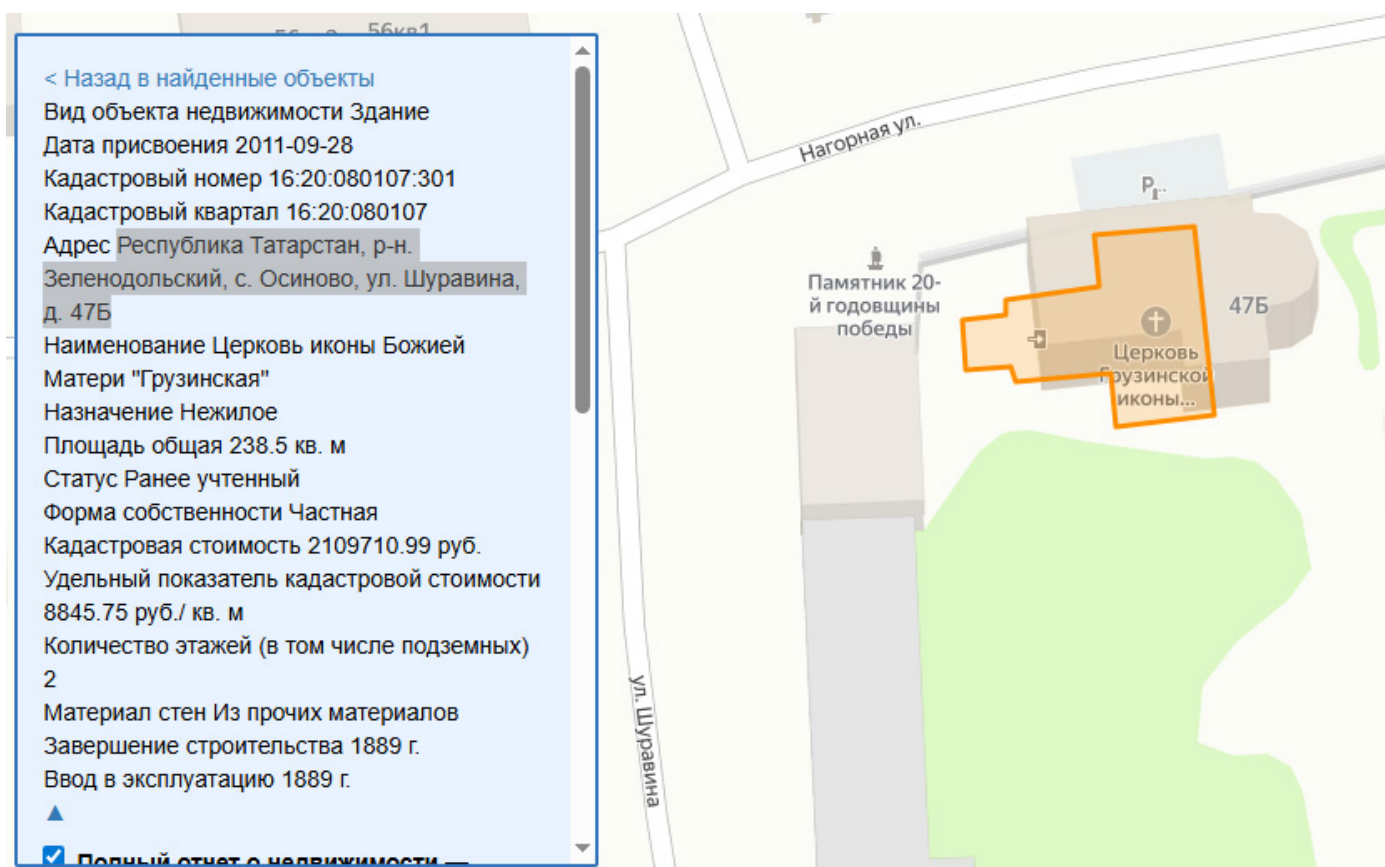 56кв1
< Назад в найденные объекты
Вид объекта недвижимости Здание
Дата присвоения 2011-09-28
Кадастровый номер 16:20:080107:301
Кадастровый квартал 16:20:080107
Адрес Республика Татарстан, р-н.
Зеленодольский, с. Осиново, ул. Шуравина,
д. 47Б
Наименование Церковь иконы Божией
Матери "Грузинская"
Назначение Нежилое
Площадь общая 238.5 кв. м
Статус Ранее учтенный
Форма собственности Частная
Кадастровая стоимость 2109710.99 руб.
Удельный показатель кадастровой стоимости
8845.75 руб./ кв. м
Количество этажей (в том числе подземных)
2
Материал стен Из прочих материалов
Завершение строительства 1889 г.
Ввод в эксплуатацию 1889 г.
Полный отчет о недвижимости —
Нагорная ул.
Р...
Памятник 20-
й годовщины
победы
47Б
Церковь
Грузинской
иконы...
ул. Шуравина